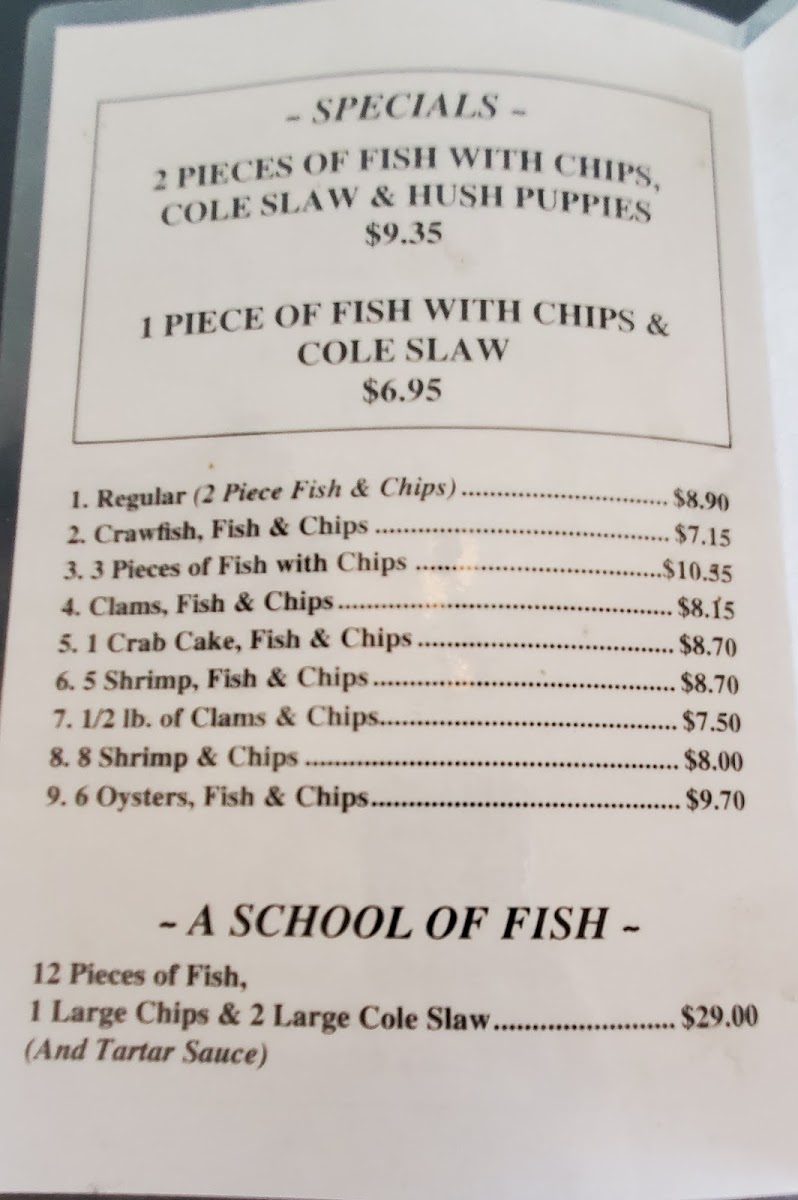 ~ SPECIALS ~
2 PIECES OF FISH WITH CHIPS,
COLE SLAW & HUSH PUPPIES
$9.35
1 PIECE OF FISH WITH CHIPS &
COLE SLAW
$6.95
1. Regular (2 Piece Fish & Chips) ................................ $8.90
2. Crawfish, Fish & Chips ............................................. $7.15
3. 3 Pieces of Fish with Chips ......................................$10.35
4. Clams, Fish & Chips .................................................. $8.15
5. 1 Crab Cake, Fish & Chips ....................................... $8.70
6. 5 Shrimp, Fish & Chips .............................................. $8.70
7. 1/2 lb. of Clams & Chips............................................. $7.50
8. 8 Shrimp & Chips ........................................................ $8.00
9. 6 Oysters, Fish & Chips.............................................. $9.70
~ A SCHOOL OF FISH ~
12 Pieces of Fish,
1 Large Chips & 2 Large Cole Slaw......................... $29.00
(And Tartar Sauce)